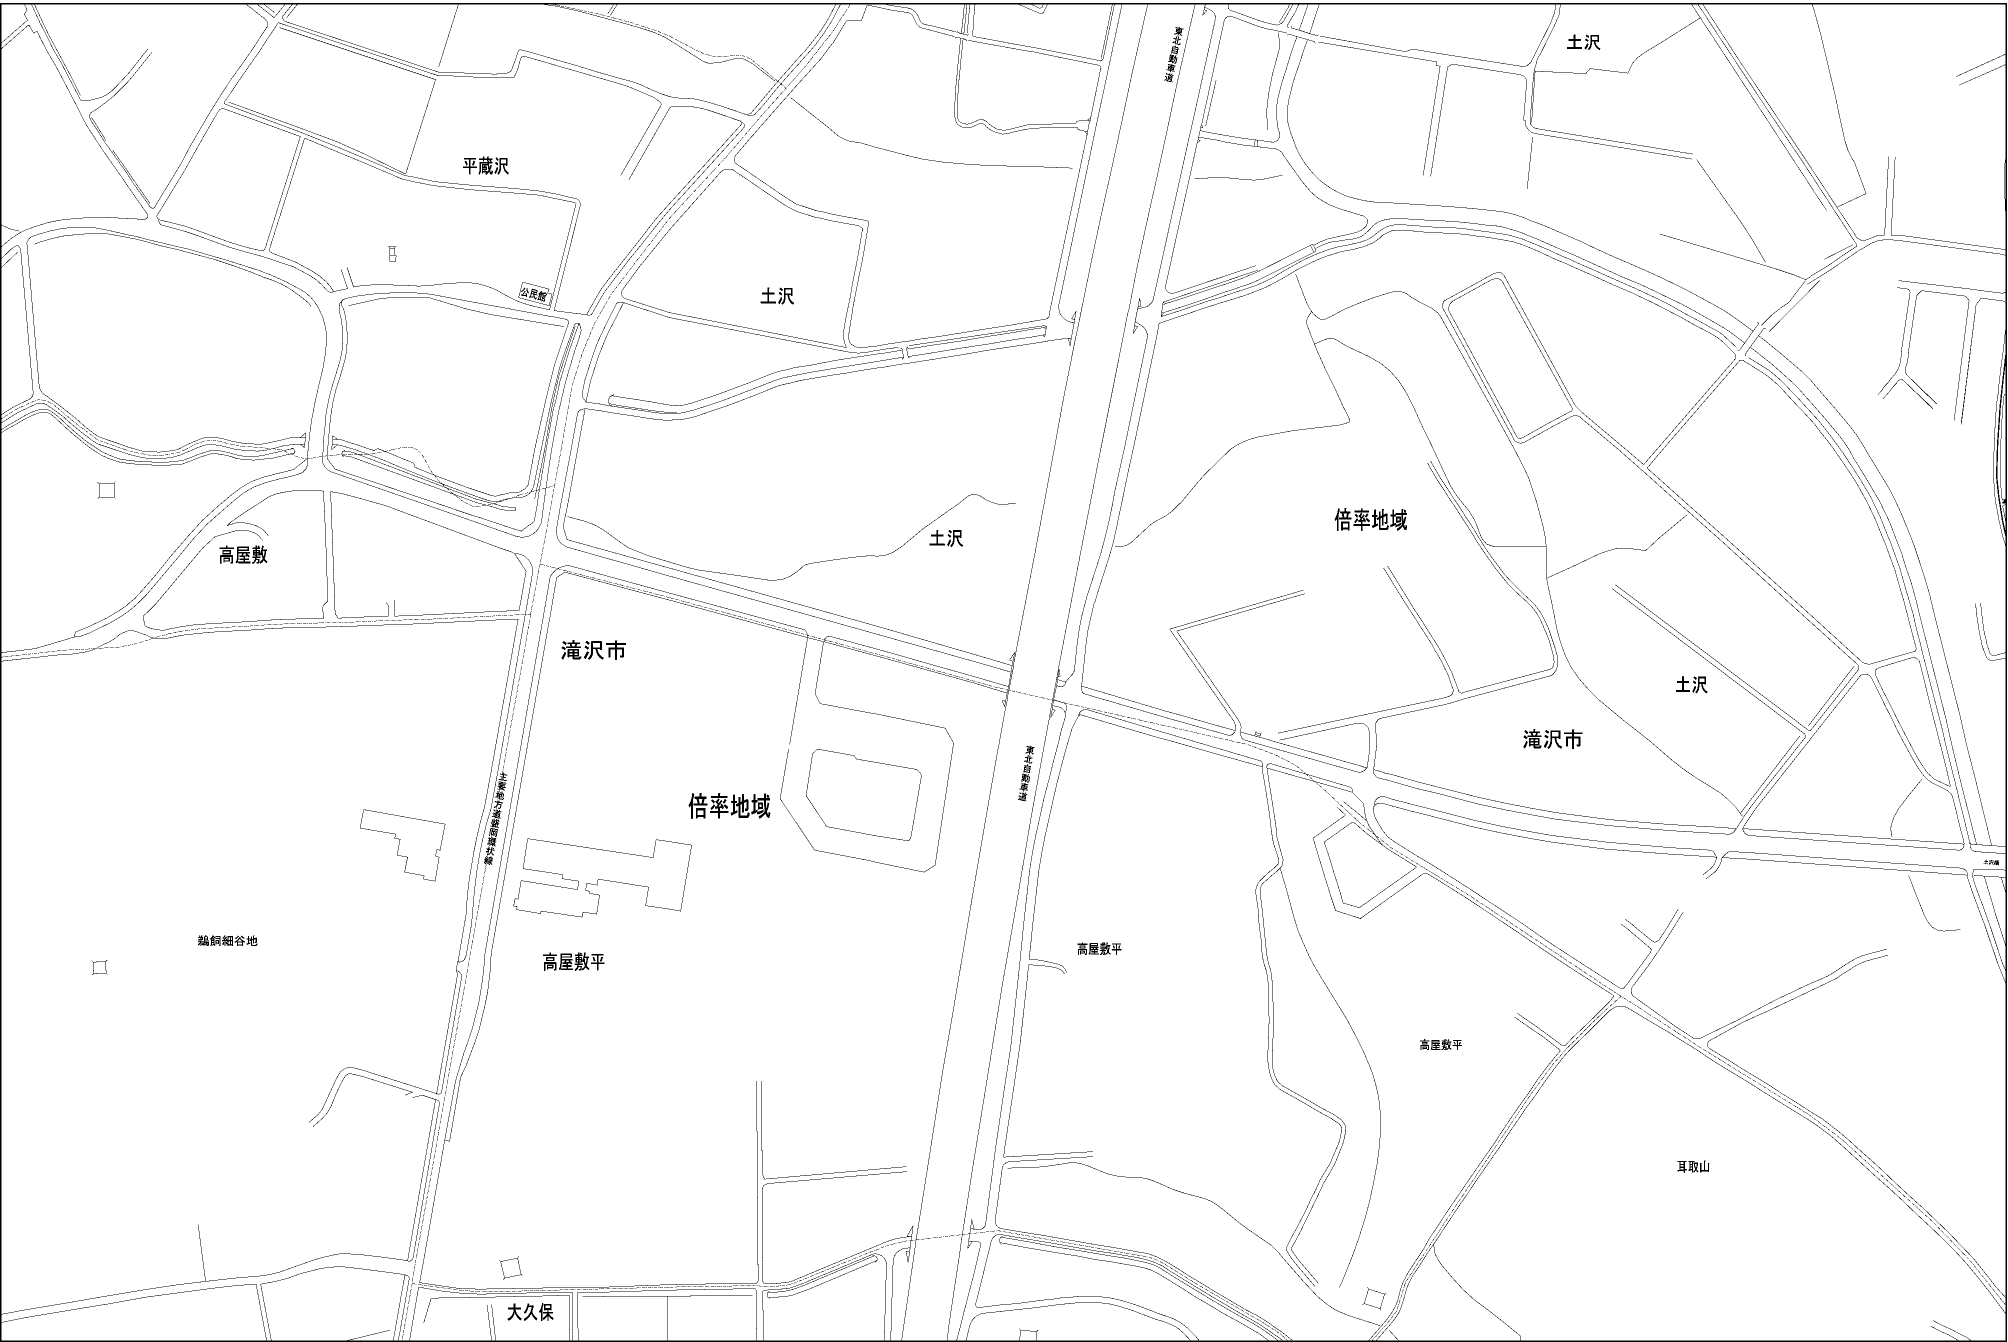 東北自動車道
土沢
平蔵沢
公民館
土沢
倍率地域
土沢
高屋敷
滝沢市
土沢
滝沢市
東北自動車道
主要地方道盛岡環状線
倍率地域
土沢線
鵜飼細谷地
高屋敷平
高屋敷平
高屋敷平
耳取山
大久保